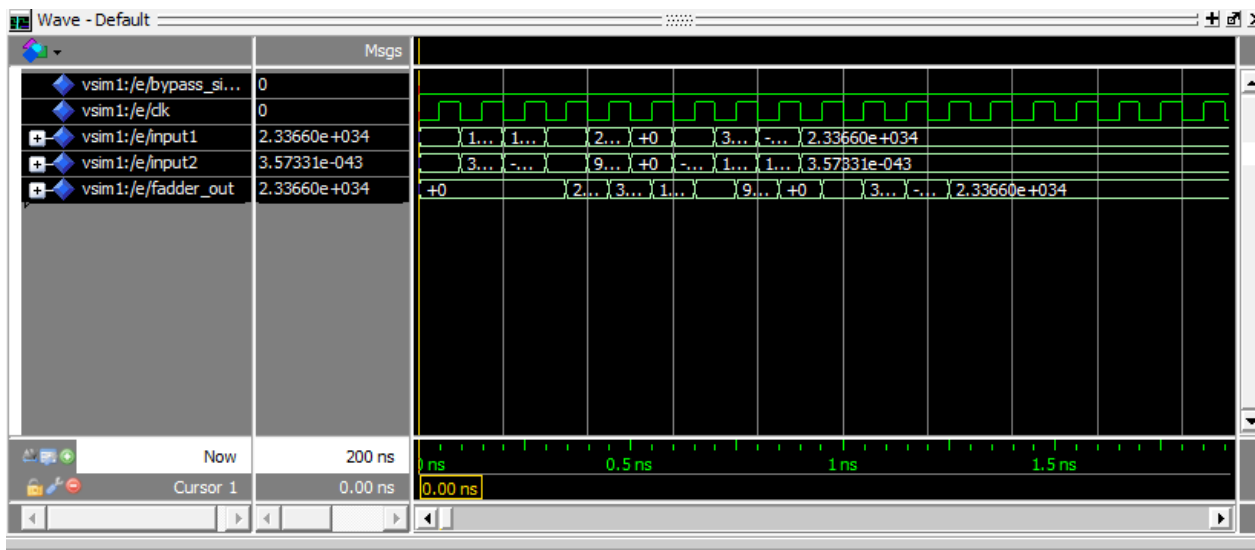 Wave - Default
Msgs
vsim1:/e/bypass_si... 0
vsim1:/e/clk 0
vsim1:/e/input1 2.33660e+034 1... 1... 2... +0 3... -... 2.33660e+034
vsim1:/e/input2 3.57331e-043 3... -... 9... +0 -... 1... 1... 3.57331e-043
vsim1:/e/fadder_out 2.33660e+034 +0 2... 3... 1... 9... +0 3... -... 2.33660e+034
Now 200 ns ns 0.5 ns 1 ns 1.5 ns
Cursor 1 0.00 ns 0.00 ns